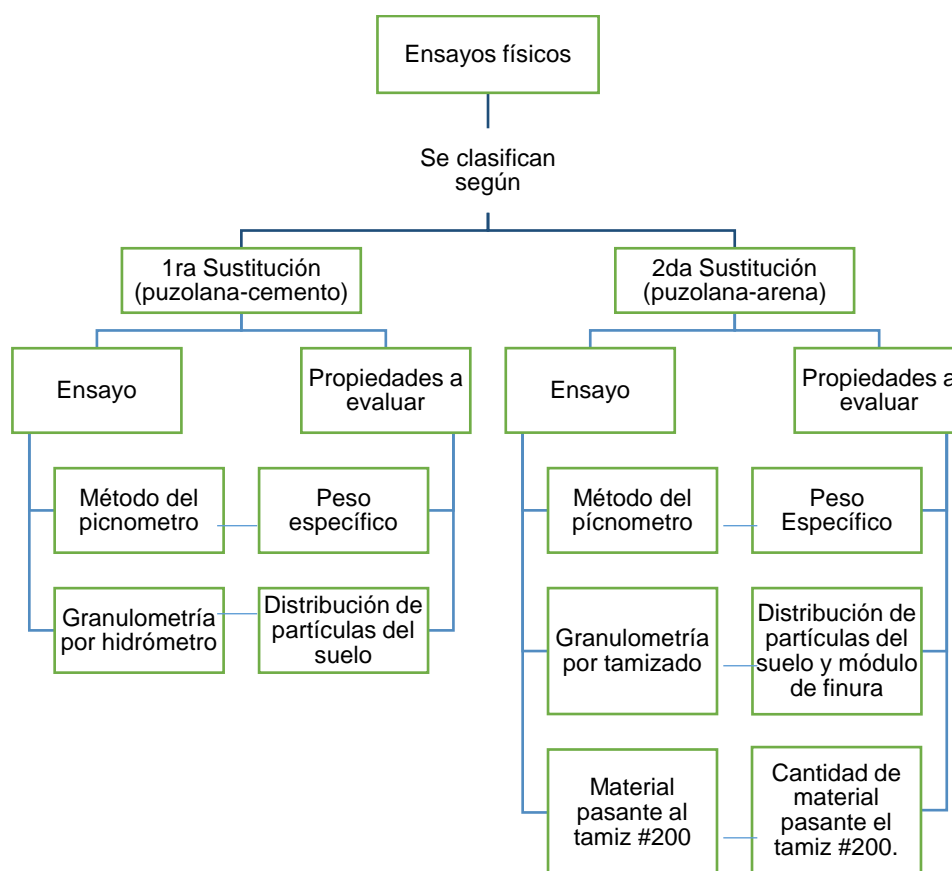 Ensayos físicos
Se clasifican
según
1ra Sustitución
(puzolana-cemento)
2da Sustitución
(puzolana-arena)
Ensayo
Propiedades a
evaluar
Ensayo
Propiedades a
evaluar
Método del
picnometro
Peso
específico
Método del
pícnometro
Peso
Específico
Granulometría
por hidrómetro
Distribución de
partículas del
suelo
Granulometría
por tamizado
Distribución de
partículas del
suelo y módulo
de finura
Material
pasante al
tamiz #200
Cantidad de
material
pasante el
tamiz #200.